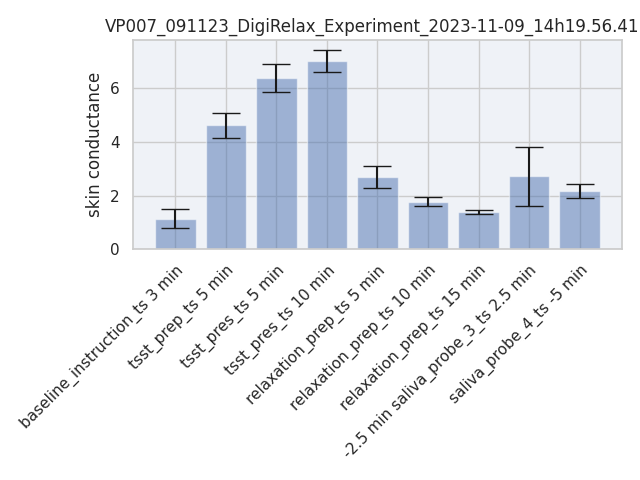 VP007_091123_DigiRelax_Experiment_2023-11-09_14h19.56.41
skin conductance
6
4
2
0
baseline_instruction_ts 3 min
tsst_prep_ts 5 min
tsst_pres_ts 5 min
tsst_pres_ts 10 min
relaxation_prep_ts 5 min
relaxation_prep_ts 10 min
relaxation_prep_ts 15 min
-2.5 min saliva_probe_3_ts 2.5 min
saliva_probe_4_ts -5 min